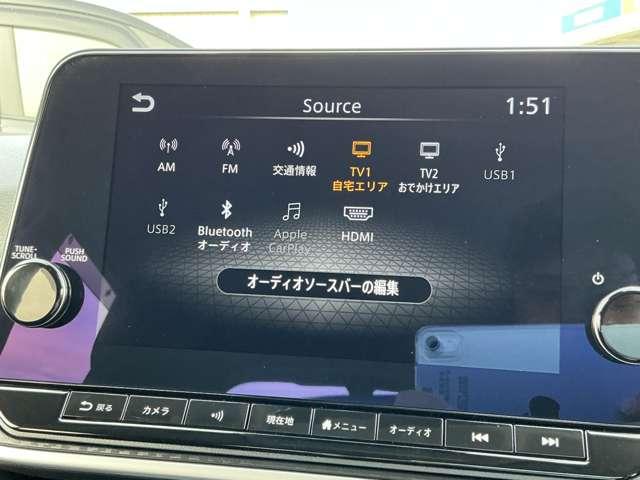 Source
1:51
AM
FM
交通情報
TV1
自宅エリア
TV2
おでかけエリア
USB1
USB2
Bluetooth
オーディオ
Apple
CarPlay
HDMI
オーディオソースバーの編集
TUNE・
SCROLL
PUSH
SOUND
戻る
カメラ
現在地
メニュー
オーディオ